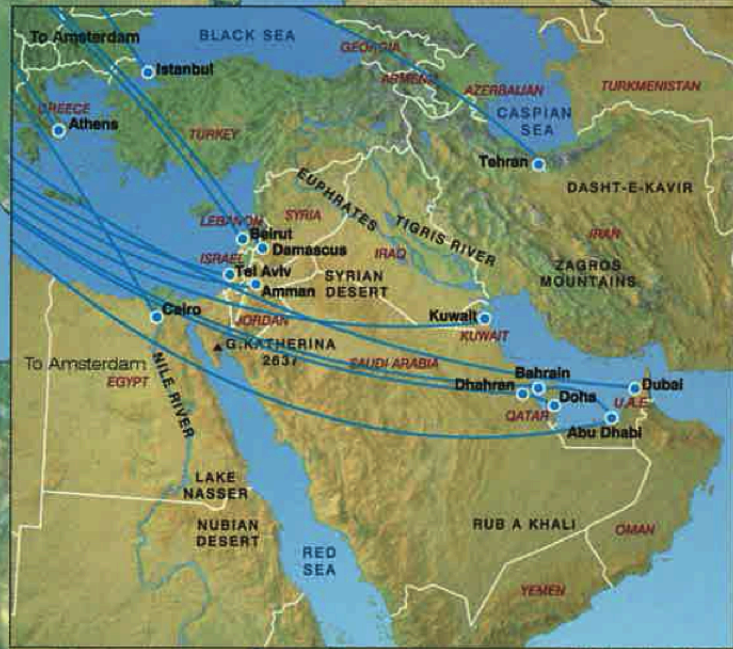 To Amsterdam
BLACK SEA
GEORGIA
Istanbul
ARMENIA
AZERBAIJAN
TURKMENISTAN
CASPIAN
SEA
GREECE
Athens
TURKEY
Tehran
DASHT-E-KAVIR
EUPHRATES
TIGRIS RIVER
LEBANON
SYRIA
Beirut
Damascus
IRAQ
IRAN
ISRAEL
Tel Aviv
SYRIAN
DESERT
ZAGROS
MOUNTAINS
Amman
Cairo
JORDAN
Kuwait
KUWAIT
G.KATHERINA
2637
To Amsterdam
EGYPT
NILE RIVER
SAUDI ARABIA
Bahrain
Dhahran
Dubai
QATAR
Doha
U.A.E
Abu Dhabi
LAKE
NASSER
NUBIAN
DESERT
RUB A KHALI
OMAN
RED
SEA
YEMEN